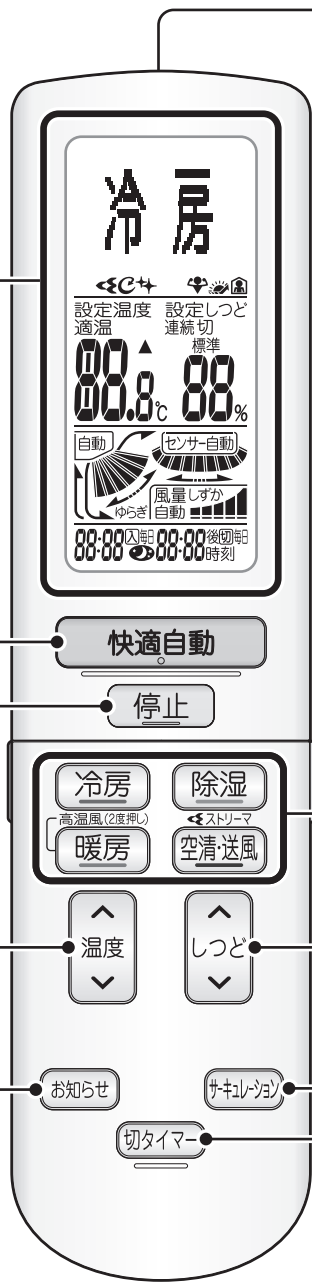 冷房
設定温度 設定しつど
適温 連続切
標準
88.8℃ 88%
自動 センサー自動
ゆらぎ 風量しずか
自動
88:88入毎日 88:88後切毎日
時刻
快適自動
停止
冷房 除湿
高温風(2度押し) ストリーマ
暖房 空清・送風
温度 しつど
お知らせ サーキュレーション
切タイマー